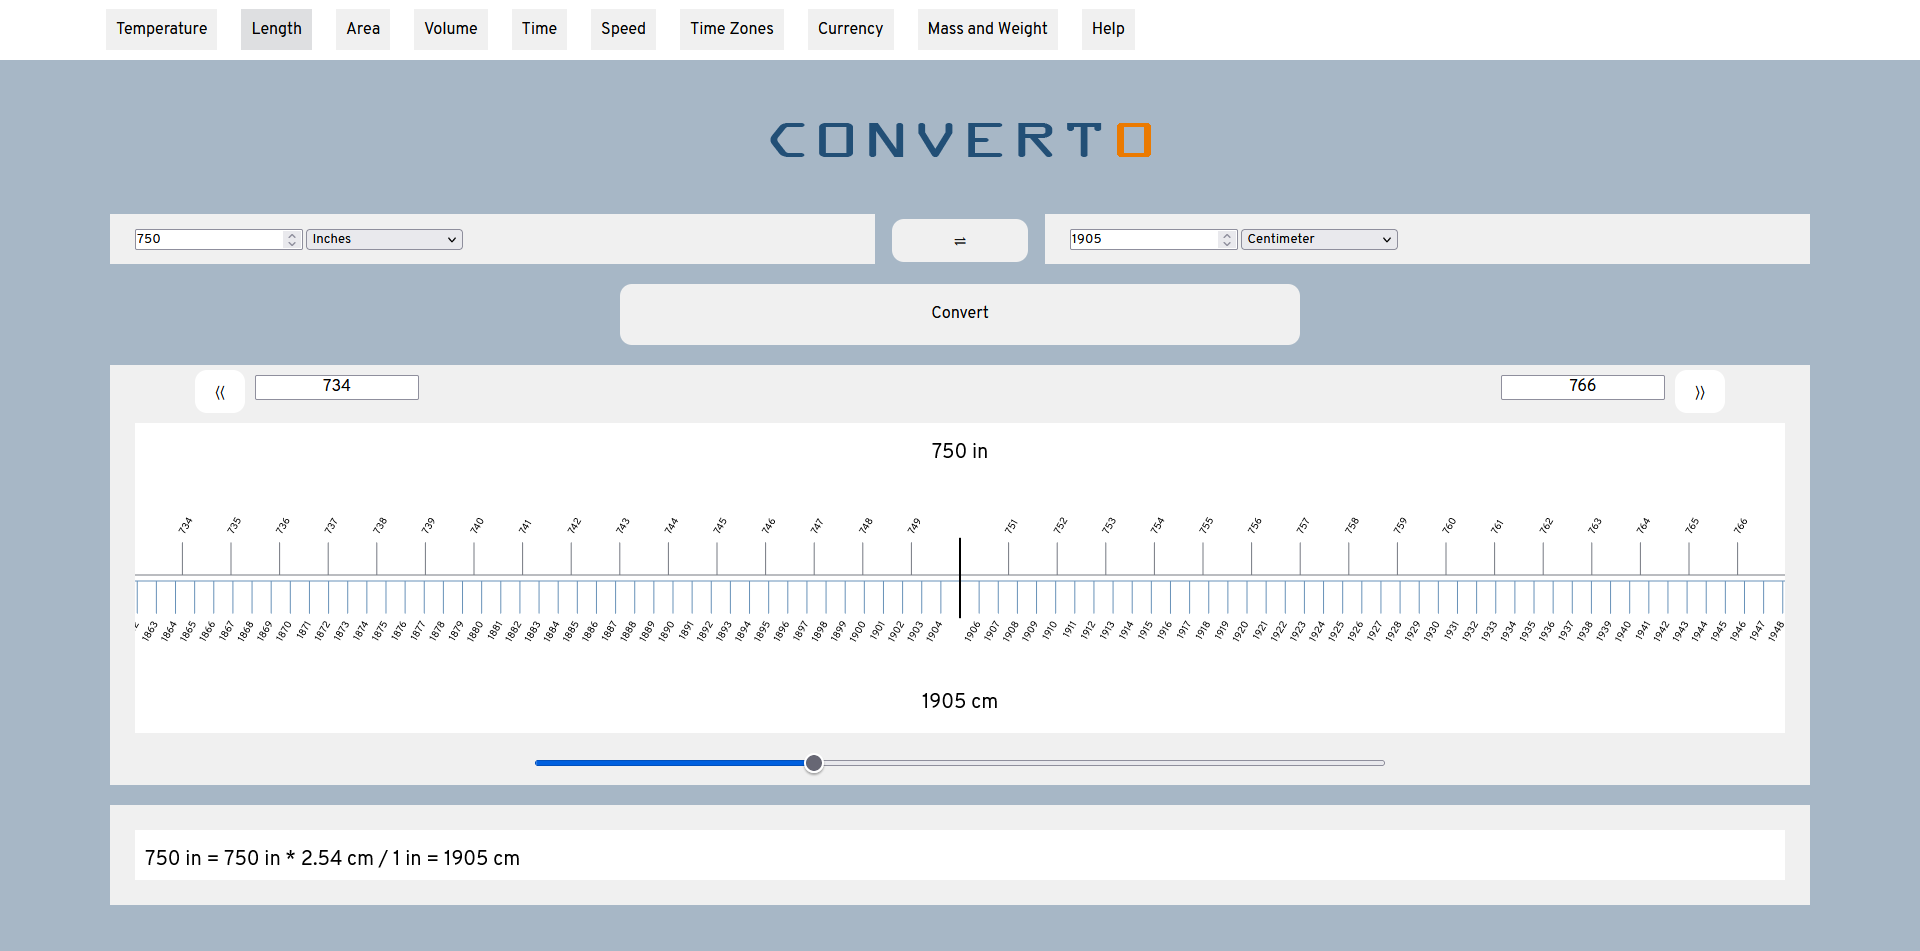 Temperature Length Area Volume Time Speed Time Zones Currency Mass and Weight Help
CONVERTO
750 Inches ⇌ 1905 Centimeter
Convert
⟨⟨ 734 766 ⟩⟩
750 in
734 735 736 737 738 739 740 741 742 743 744 745 746 747 748 749 751 752 753 754 755 756 757 758 759 760 761 762 763 764 765 766
1863 1864 1865 1866 1867 1868 1869 1870 1871 1872 1873 1874 1875 1876 1877 1878 1879 1880 1881 1882 1883 1884 1885 1886 1887 1888 1889 1890 1891 1892 1893 1894 1895 1896 1897 1898 1899 1900 1901 1902 1903 1904 1906 1907 1908 1909 1910 1911 1912 1913 1914 1915 1916 1917 1918 1919 1920 1921 1922 1923 1924 1925 1926 1927 1928 1929 1930 1931 1932 1933 1934 1935 1936 1937 1938 1939 1940 1941 1942 1943 1944 1945 1946 1947 1948
1905 cm
750 in = 750 in * 2.54 cm / 1 in = 1905 cm